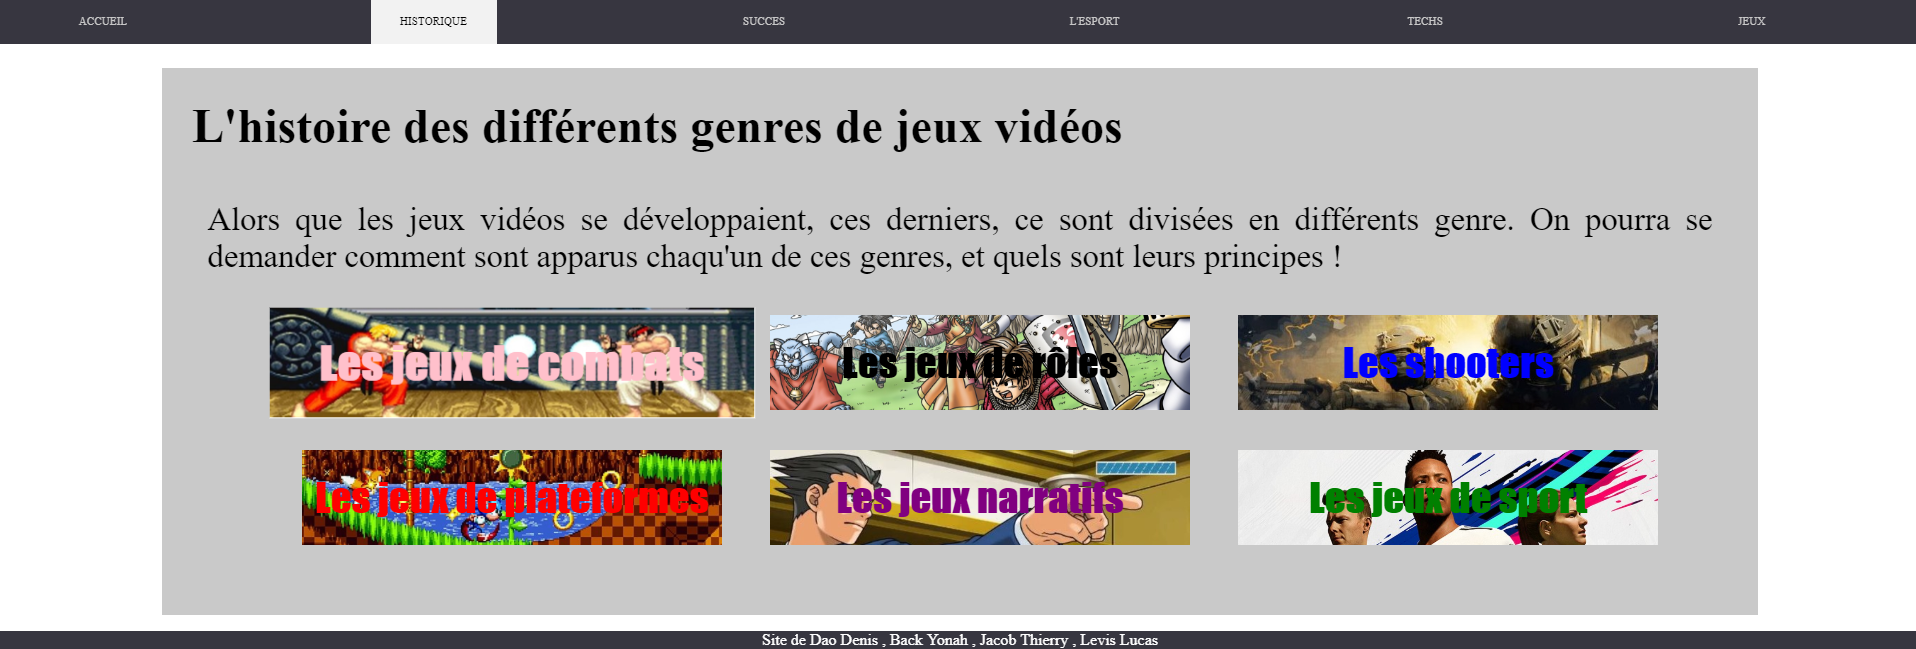 ACCUEIL HISTORIQUE SUCCES L'ESPORT TECHS JEUX
L'histoire des différents genres de jeux vidéos
Alors que les jeux vidéos se développaient, ces derniers, ce sont divisées en différents genre. On pourra se
demander comment sont apparus chaqu'un de ces genres, et quels sont leurs principes !
Les jeux de combats Les jeux de rôles Les shooters
Les jeux de plateformes Les jeux narratifs Les jeux de sport
Site de Dao Denis , Back Yonah , Jacob Thierry , Levis Lucas